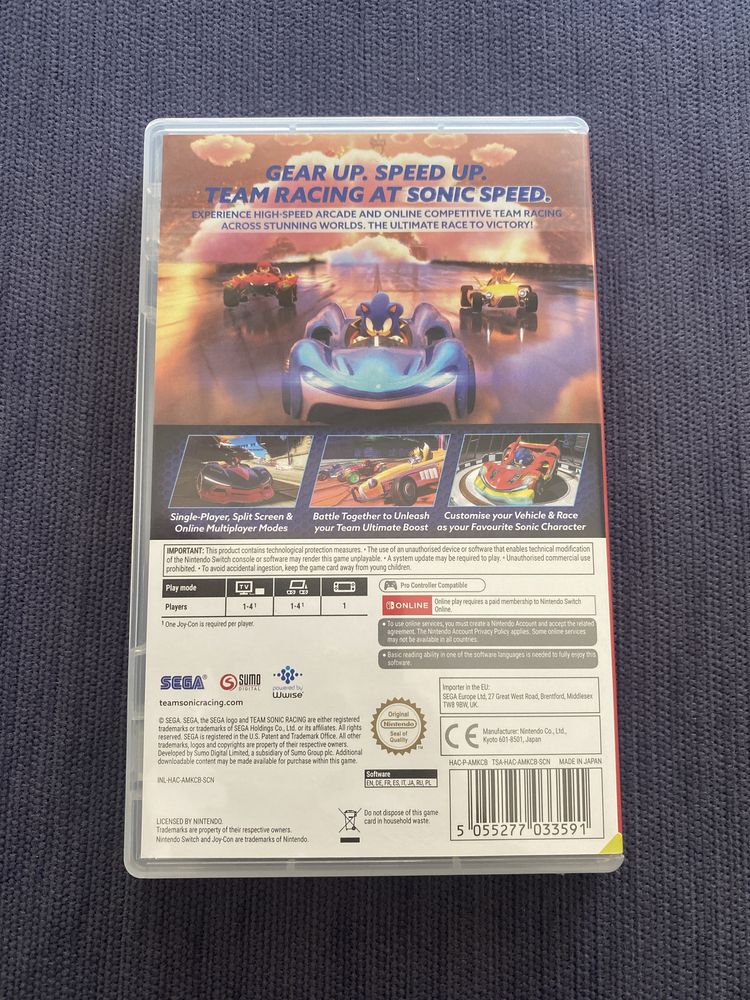 GEAR UP. SPEED UP.
TEAM RACING AT SONIC SPEED.
EXPERIENCE HIGH-SPEED ARCADE AND ONLINE COMPETITIVE TEAM RACING
ACROSS STUNNING WORLDS. THE ULTIMATE RACE TO VICTORY!
Single-Player, Split Screen &
Online Multiplayer Modes
Battle Together to Unleash
your Team Ultimate Boost
Customise your Vehicle & Race
as your Favourite Sonic Character
IMPORTANT: This product contains technological protection measures. • The use of an unauthorised device or software that enables technical modification
of the Nintendo Switch console or software may render this game unplayable. • A system update may be required to play. • Unauthorised commercial use
prohibited. • To avoid accidental ingestion, keep the game card away from young children.
Play mode
TV
Players
1-4¹
1-4¹
1
¹ One Joy-Con is required per player.
Pro Controller Compatible
ONLINE
Online play requires a paid membership to Nintendo Switch
Online.
• To use online services, you must create a Nintendo Account and accept the related
agreement. The Nintendo Account Privacy Policy applies. Some online services
may not be available in all countries.
• Basic reading ability in one of the software languages is needed to fully enjoy this
software.
SEGA®
SUMO
DIGITAL
powered by
Wwise
teamsonicracing.com
© SEGA. SEGA, the SEGA logo and TEAM SONIC RACING are either registered
trademarks or trademarks of SEGA Holdings Co., Ltd. or its affiliates. All rights
reserved. SEGA is registered in the U.S. Patent and Trademark Office. All other
trademarks, logos and copyrights are property of their respective owners.
Developed by Sumo Digital Limited, a subsidiary of Sumo Group plc. Additional
downloadable content may be made available for purchase within this game.
INL-HAC-AMKCB-SCN
Original
Nintendo
Seal of
Quality
Importer in the EU:
SEGA Europe Ltd, 27 Great West Road, Brentford, Middlesex
TW8 9BW, UK.
CE
Manufacturer: Nintendo Co., Ltd.,
Kyoto 601-8501, Japan
HAC-P-AMKCB TSA-HAC-AMKCB-SCN MADE IN JAPAN
Software
EN, DE, FR, ES, IT, JA, RU, PL
Do not dispose of this game
card in household waste.
LICENSED BY NINTENDO.
Trademarks are property of their respective owners.
Nintendo Switch and Joy-Con are trademarks of Nintendo.
5 055277 033591